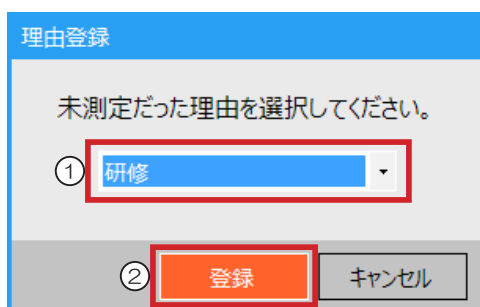 理由登録
未測定だった理由を選択してください。
① 研修
② 登録 キャンセル